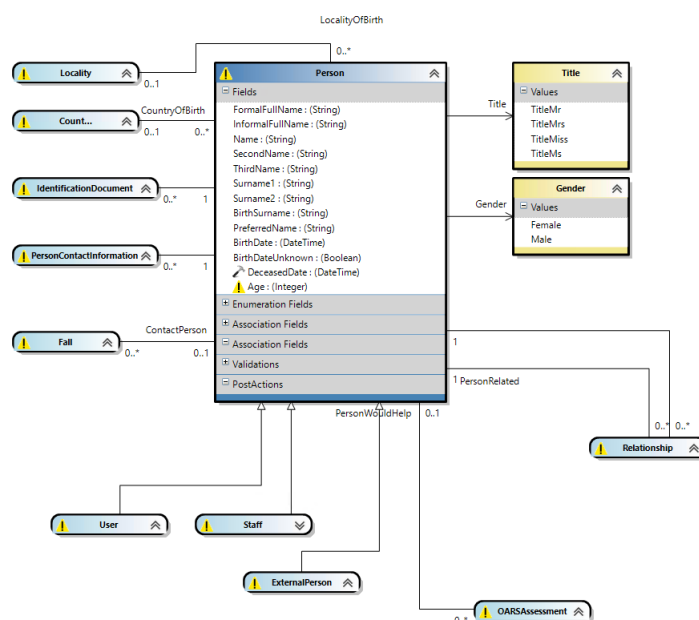 LocalityOfBirth
Locality
0..1
0..*
Person
Fields
FormalFullName : (String)
InformalFullName : (String)
Name : (String)
SecondName : (String)
ThirdName : (String)
Surname1 : (String)
Surname2 : (String)
BirthSurname : (String)
PreferredName : (String)
BirthDate : (DateTime)
BirthDateUnknown : (Boolean)
DeceasedDate : (DateTime)
Age : (Integer)
Enumeration Fields
Association Fields
Association Fields
Validations
PostActions
Title
Title
Values
TitleMr
TitleMrs
TitleMiss
TitleMs
Gender
Gender
Values
Female
Male
CountryOfBirth
Count...
0..1
0..*
IdentificationDocument
0..*
1
PersonContactInformation
0..*
1
ContactPerson
Fall
0..*
0..1
1
1 PersonRelated
0..* 0..*
Relationship
PersonWouldHelp
0..1
User
Staff
ExternalPerson
OARSAssessment
0..*